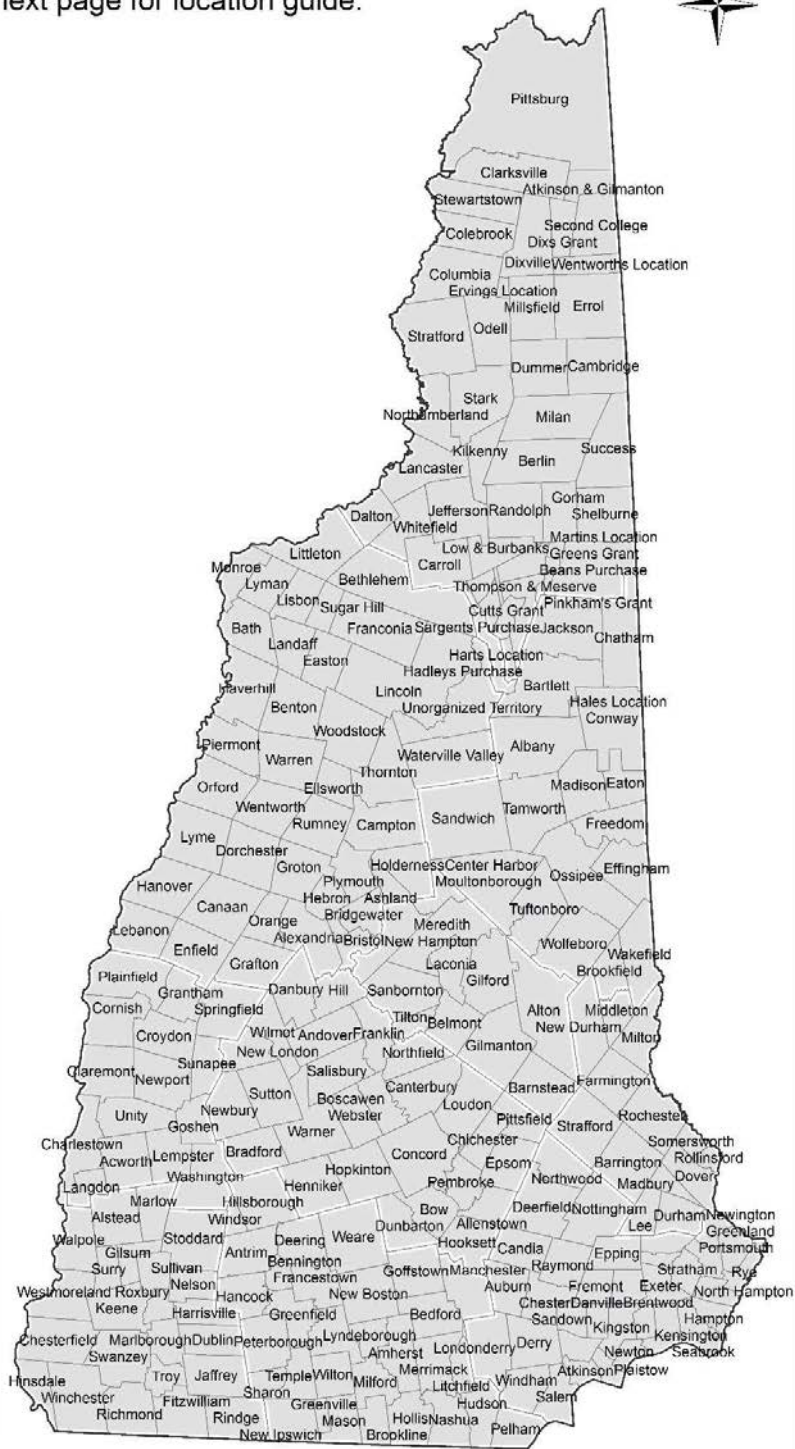 next page for location guide.
Pittsburg
Clarksville
Atkinson & Gilmanton
Stewartstown
Second College
Colebrook
Dixs Grant
Dixville
Wentworths Location
Columbia
Ervings Location
Millsfield
Errol
Odell
Stratford
Dummer
Cambridge
Stark
Northumberland
Milan
Success
Kilkenny
Berlin
Lancaster
Gorham
Jefferson
Randolph
Shelburne
Dalton
Whitefield
Martins Location
Low & Burbanks
Greens Grant
Littleton
Carroll
Monroe
Beans Purchase
Bethlehem
Lyman
Thompson & Meserve
Lisbon
Sugar Hill
Pinkham's Grant
Cutts Grant
Bath
Franconia
Sargents Purchase
Jackson
Chatham
Landaff
Easton
Harts Location
Hadleys Purchase
Haverhill
Lincoln
Bartlett
Benton
Unorganized Territory
Hales Location
Conway
Woodstock
Piermont
Albany
Warren
Waterville Valley
Thornton
Orford
Ellsworth
Madison
Eaton
Wentworth
Tamworth
Rumney
Campton
Sandwich
Freedom
Lyme
Dorchester
Groton
Holderness
Center Harbor
Effingham
Hanover
Plymouth
Moultonborough
Ossipee
Hebron
Ashland
Canaan
Bridgewater
Tuftonboro
Orange
Meredith
Lebanon
Alexandria
Bristol
New Hampton
Wolfeboro
Enfield
Wakefield
Grafton
Laconia
Brookfield
Plainfield
Gilford
Grantham
Danbury
Hill
Sanbornton
Cornish
Springfield
Alton
Middleton
Tilton
Belmont
New Durham
Croydon
Wilmot
Andover
Franklin
Milton
New London
Northfield
Gilmanton
Sunapee
Claremont
Newport
Salisbury
Canterbury
Barnstead
Farmington
Sutton
Boscawen
Loudon
Unity
Newbury
Webster
Pittsfield
Strafford
Rochester
Goshen
Warner
Chichester
Charlestown
Somersworth
Acworth
Lempster
Bradford
Concord
Epsom
Barrington
Rollinsford
Washington
Hopkinton
Northwood
Madbury
Dover
Langdon
Henniker
Pembroke
Marlow
Hillsborough
Bow
Deerfield
Nottingham
Durham
Newington
Alstead
Windsor
Dunbarton
Allenstown
Lee
Greenland
Walpole
Stoddard
Deering
Weare
Hooksett
Candia
Epping
Portsmouth
Gilsum
Antrim
Bennington
Raymond
Surry
Sullivan
Francestown
Goffstown
Manchester
Stratham
Rye
Westmoreland
Roxbury
Nelson
Hancock
New Boston
Auburn
Fremont
Exeter
North Hampton
Keene
Harrisville
Greenfield
Bedford
Chester
Danville
Brentwood
Sandown
Hampton
Kingston
Chesterfield
Marlborough
Dublin
Peterborough
Lyndeborough
Londonderry
Derry
Kensington
Swanzey
Amherst
Newton
Seabrook
Merrimack
Hinsdale
Troy
Jaffrey
Temple
Wilton
Milford
Litchfield
Windham
Atkinson
Plaistow
Winchester
Sharon
Hudson
Salem
Fitzwilliam
Greenville
Richmond
Rindge
Mason
Hollis
Nashua
Pelham
New Ipswich
Brookline